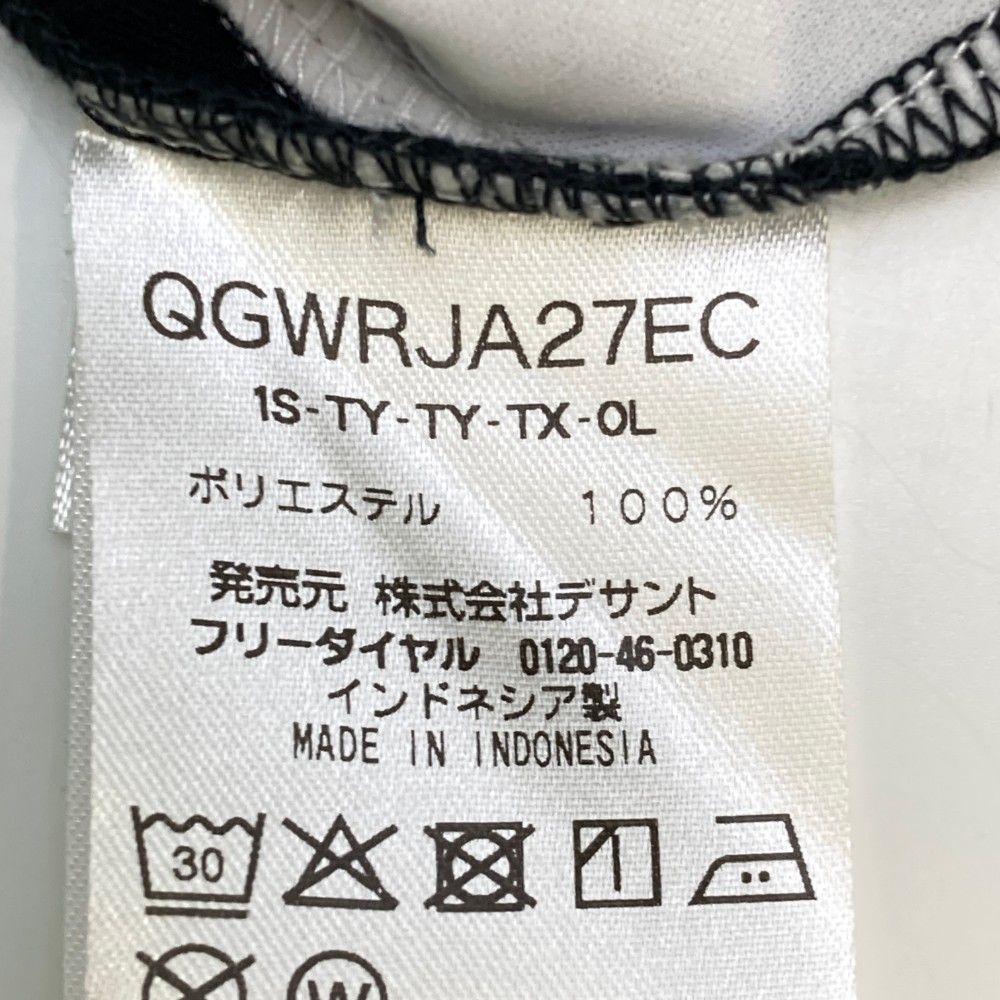 QGWRJA27EC
1S-TY-TY-TX-OL
ポリエステル 100%
発売元 株式会社デサント
フリーダイヤル 0120-46-0310
インドネシア製
MADE IN INDONESIA
30
W